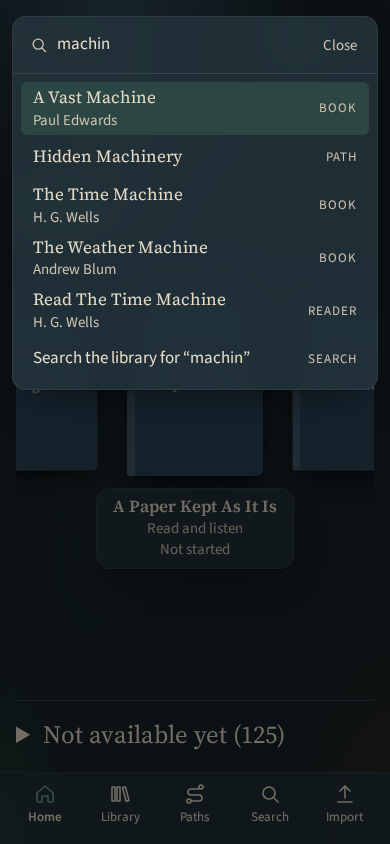 machin
Close
A Vast Machine
Paul Edwards
BOOK
Hidden Machinery
PATH
The Time Machine
H. G. Wells
BOOK
The Weather Machine
Andrew Blum
BOOK
Read The Time Machine
H. G. Wells
READER
Search the library for “machin”
SEARCH
A Paper Kept As It Is
Read and listen
Not started
Not available yet (125)
Home
Library
Paths
Search
Import